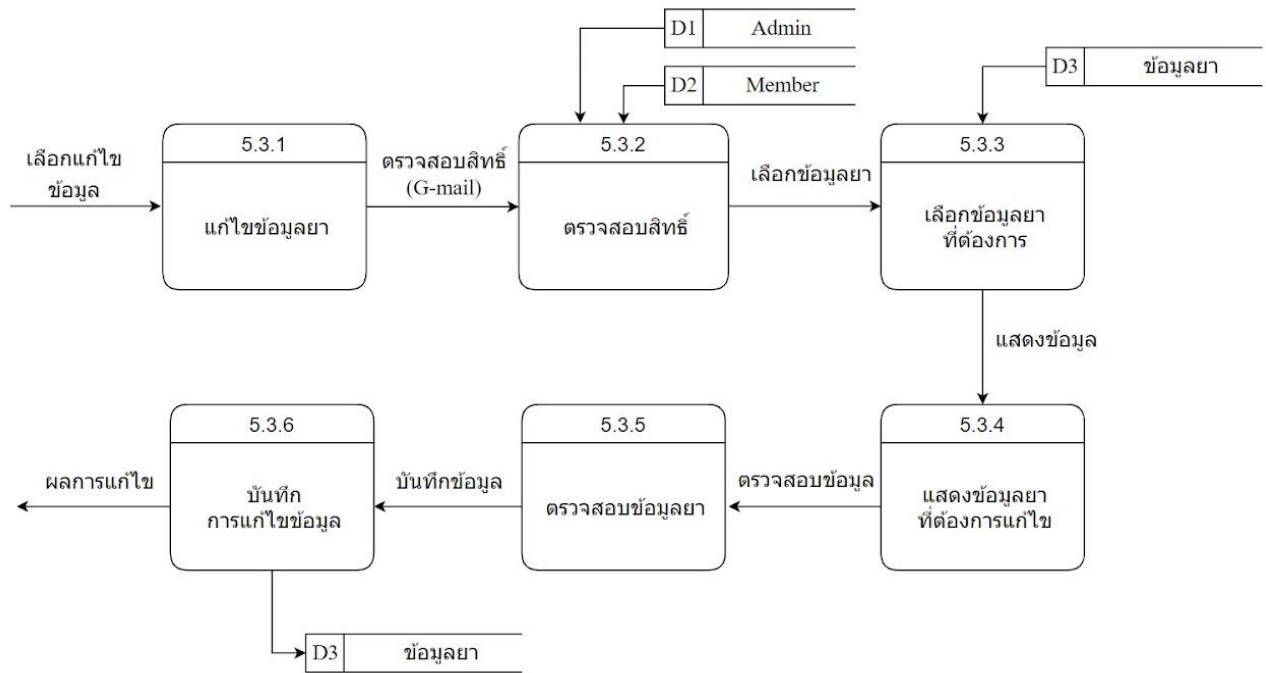 D1 Admin
D2 Member
D3 ข้อมูลยา
เลือกแก้ไข
ข้อมูล
5.3.1
แก้ไขข้อมูลยา
ตรวจสอบสิทธิ์
(G-mail)
5.3.2
ตรวจสอบสิทธิ์
เลือกข้อมูลยา
5.3.3
เลือกข้อมูลยา
ที่ต้องการ
แสดงข้อมูล
5.3.4
แสดงข้อมูลยา
ที่ต้องการแก้ไข
ตรวจสอบข้อมูล
5.3.5
ตรวจสอบข้อมูลยา
บันทึกข้อมูล
5.3.6
บันทึก
การแก้ไขข้อมูล
ผลการแก้ไข
D3 ข้อมูลยา